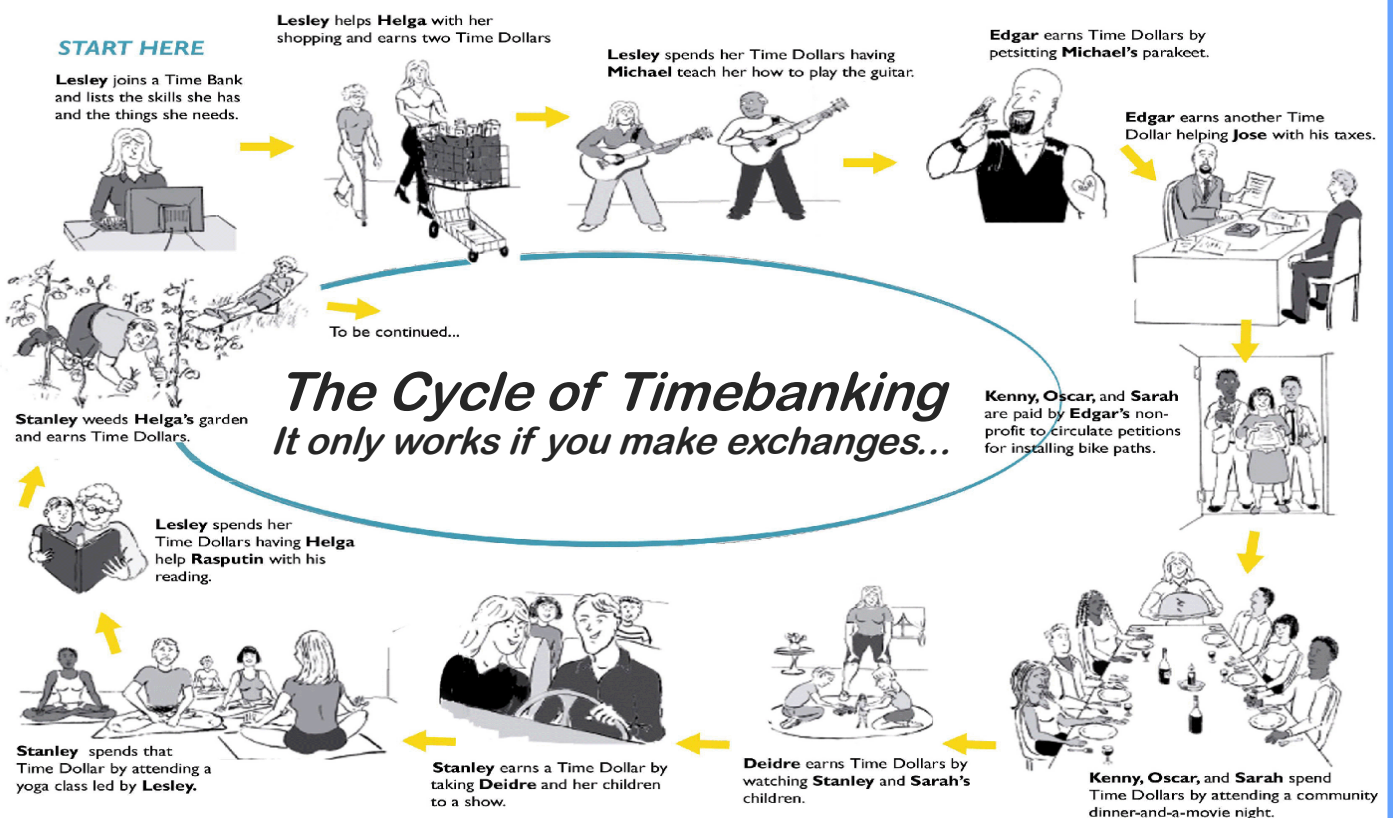 START HERE
Lesley joins a Time Bank
and lists the skills she has
and the things she needs.
Lesley helps Helga with her
shopping and earns two Time Dollars
Lesley spends her Time Dollars having
Michael teach her how to play the guitar.
Edgar earns Time Dollars by
petsitting Michael's parakeet.
Edgar earns another Time
Dollar helping Jose with his taxes.
Kenny, Oscar, and Sarah
are paid by Edgar's non-
profit to circulate petitions
for installing bike paths.
Kenny, Oscar, and Sarah spend
Time Dollars by attending a community
dinner-and-a-movie night.
Deidre earns Time Dollars by
watching Stanley and Sarah's
children.
Stanley earns a Time Dollar by
taking Deidre and her children
to a show.
Stanley spends that
Time Dollar by attending a
yoga class led by Lesley.
Lesley spends her
Time Dollars having Helga
help Rasputin with his
reading.
Stanley weeds Helga's garden
and earns Time Dollars.
To be continued...
The Cycle of Timebanking
It only works if you make exchanges...